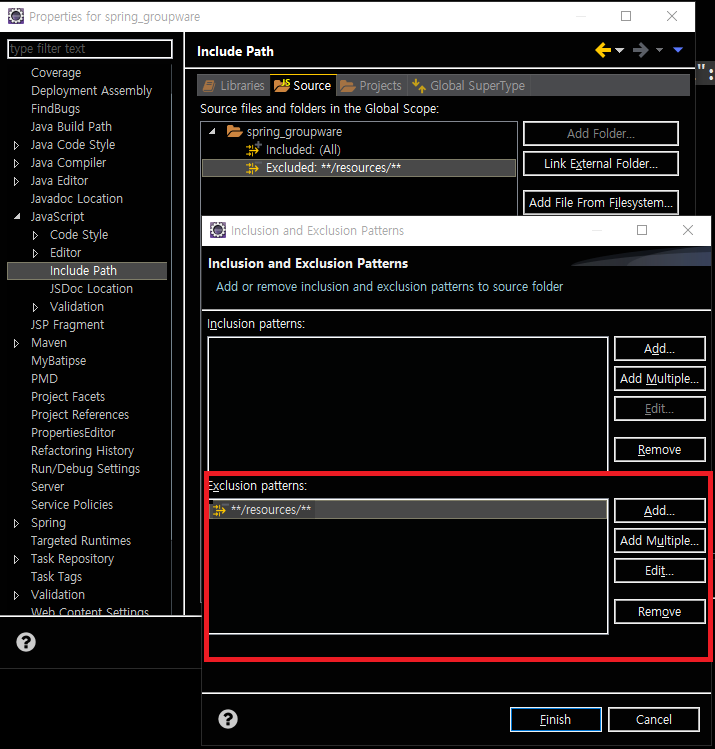 Properties for spring_groupware
type filter text
Coverage
Deployment Assembly
FindBugs
Java Build Path
Java Code Style
Java Compiler
Java Editor
Javadoc Location
JavaScript
Code Style
Editor
Include Path
JSDoc Location
Validation
JSP Fragment
Maven
MyBatipse
PMD
Project Facets
Project References
PropertiesEditor
Refactoring History
Run/Debug Settings
Server
Service Policies
Spring
Targeted Runtimes
Task Repository
Task Tags
Validation
Web Content Settings
Include Path
":
Libraries
Source
Projects
Global SuperType
Source files and folders in the Global Scope:
spring_groupware
Included: (All)
Excluded: **/resources/**
Add Folder...
Link External Folder...
Add File From Filesystem...
Inclusion and Exclusion Patterns
Inclusion and Exclusion Patterns
Add or remove inclusion and exclusion patterns to source folder
Inclusion patterns:
Add...
Add Multiple...
Edit...
Remove
Exclusion patterns:
**/resources/**
Add...
Add Multiple...
Edit...
Remove
Finish
Cancel